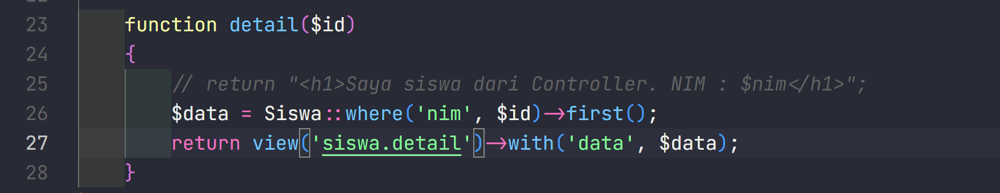 23 function detail($id)
24 {
25 // return "<h1>Saya siswa dari Controller. NIM : $nim</h1>";
26 $data = Siswa::where('nim', $id)->first();
27 return view('siswa.detail')->with('data', $data);
28 }